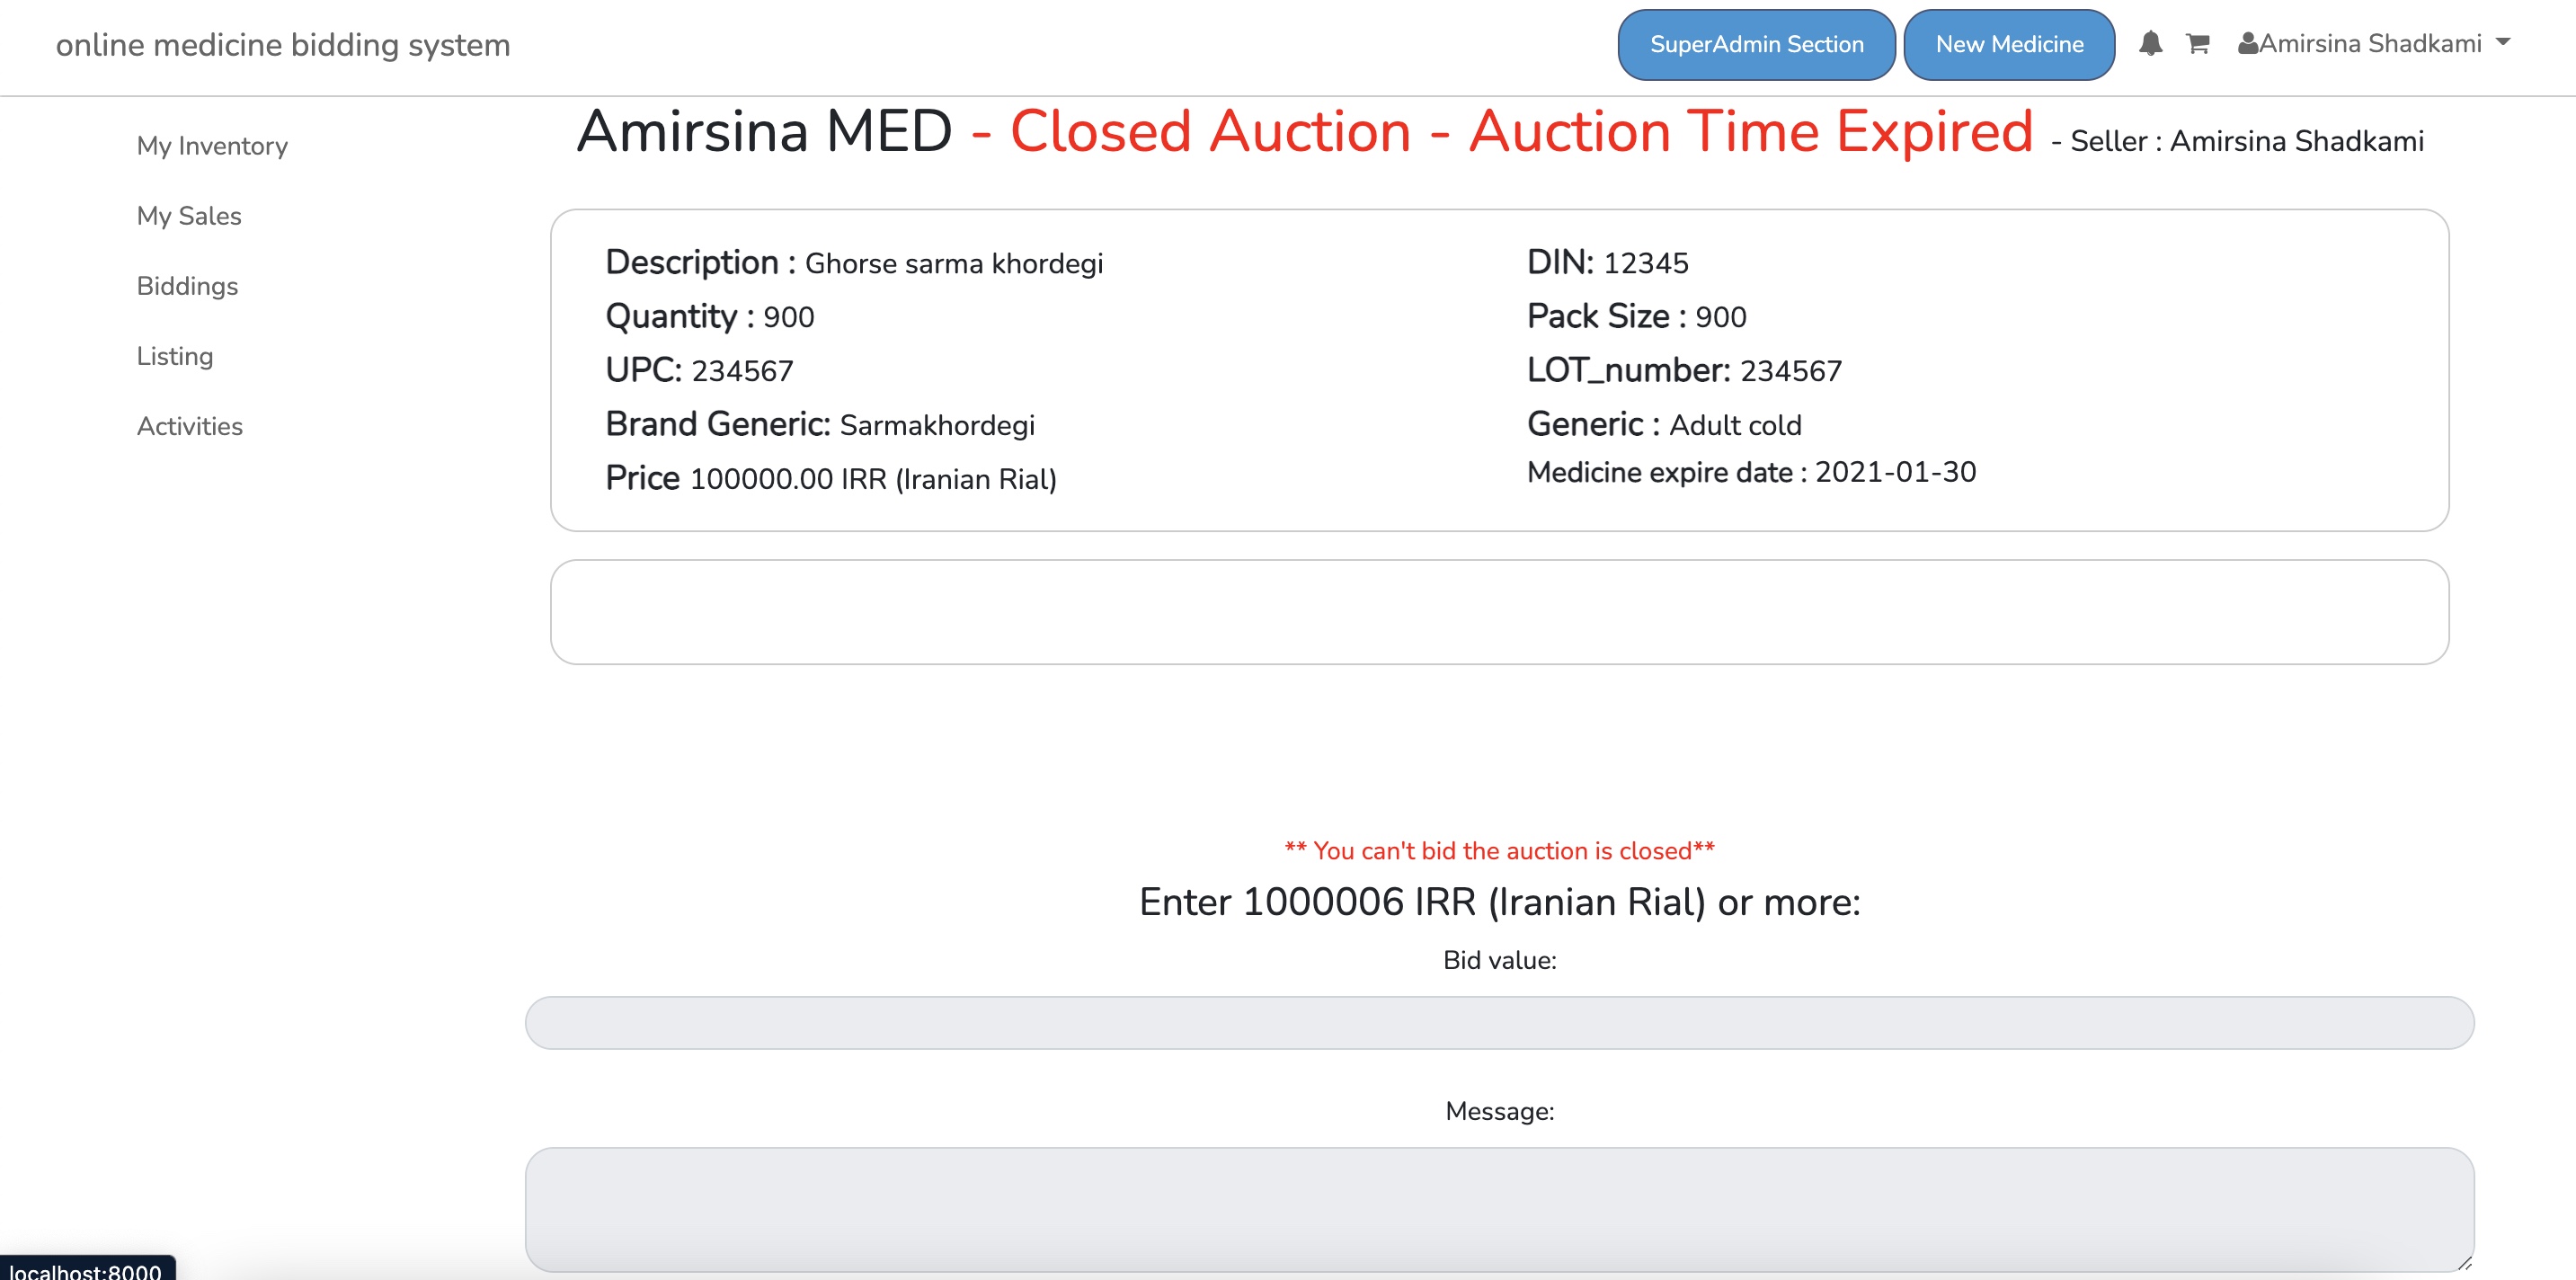 online medicine bidding system
SuperAdmin Section
New Medicine
Amirsina Shadkami
My Inventory
My Sales
Biddings
Listing
Activities
Amirsina MED - Closed Auction - Auction Time Expired - Seller : Amirsina Shadkami
Description : Ghorse sarma khordegi
Quantity : 900
UPC: 234567
Brand Generic: Sarmakhordegi
Price 100000.00 IRR (Iranian Rial)
DIN: 12345
Pack Size : 900
LOT_number: 234567
Generic : Adult cold
Medicine expire date : 2021-01-30
** You can't bid the auction is closed**
Enter 1000006 IRR (Iranian Rial) or more:
Bid value:
Message:
localhost:8000